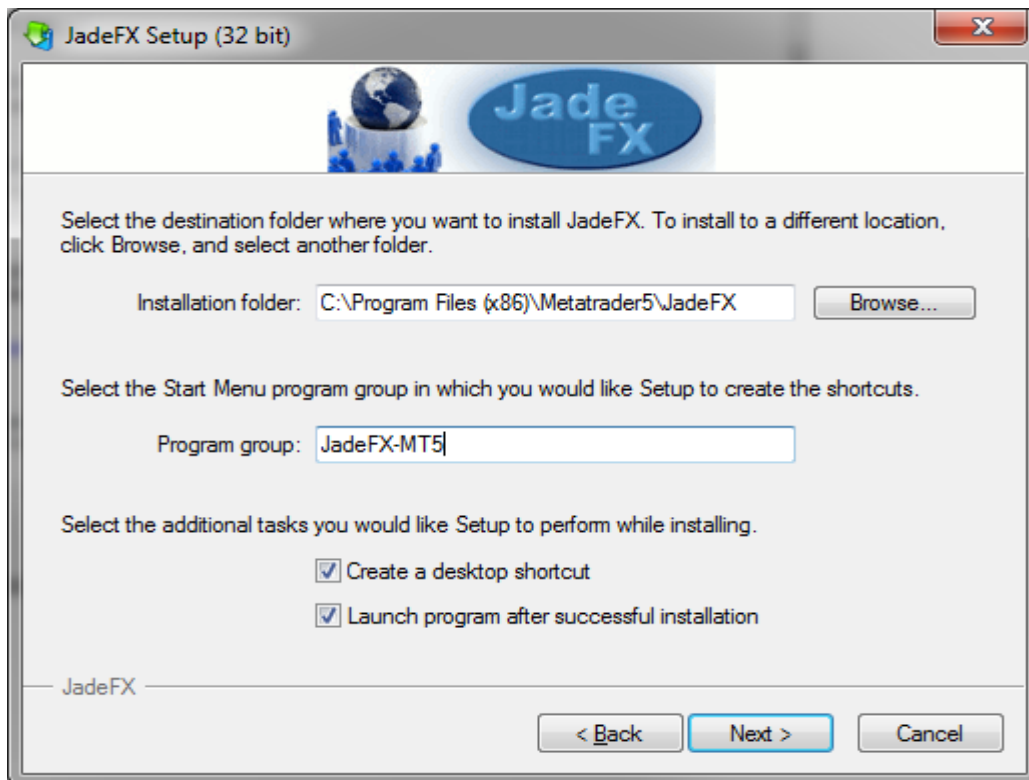 JadeFX Setup (32 bit)
Jade
FX
Select the destination folder where you want to install JadeFX. To install to a different location,
click Browse, and select another folder.
Installation folder: C:\Program Files (x86)\Metatrader5\JadeFX Browse...
Select the Start Menu program group in which you would like Setup to create the shortcuts.
Program group: JadeFX-MT5
Select the additional tasks you would like Setup to perform while installing.
Create a desktop shortcut
Launch program after successful installation
JadeFX
< Back Next > Cancel